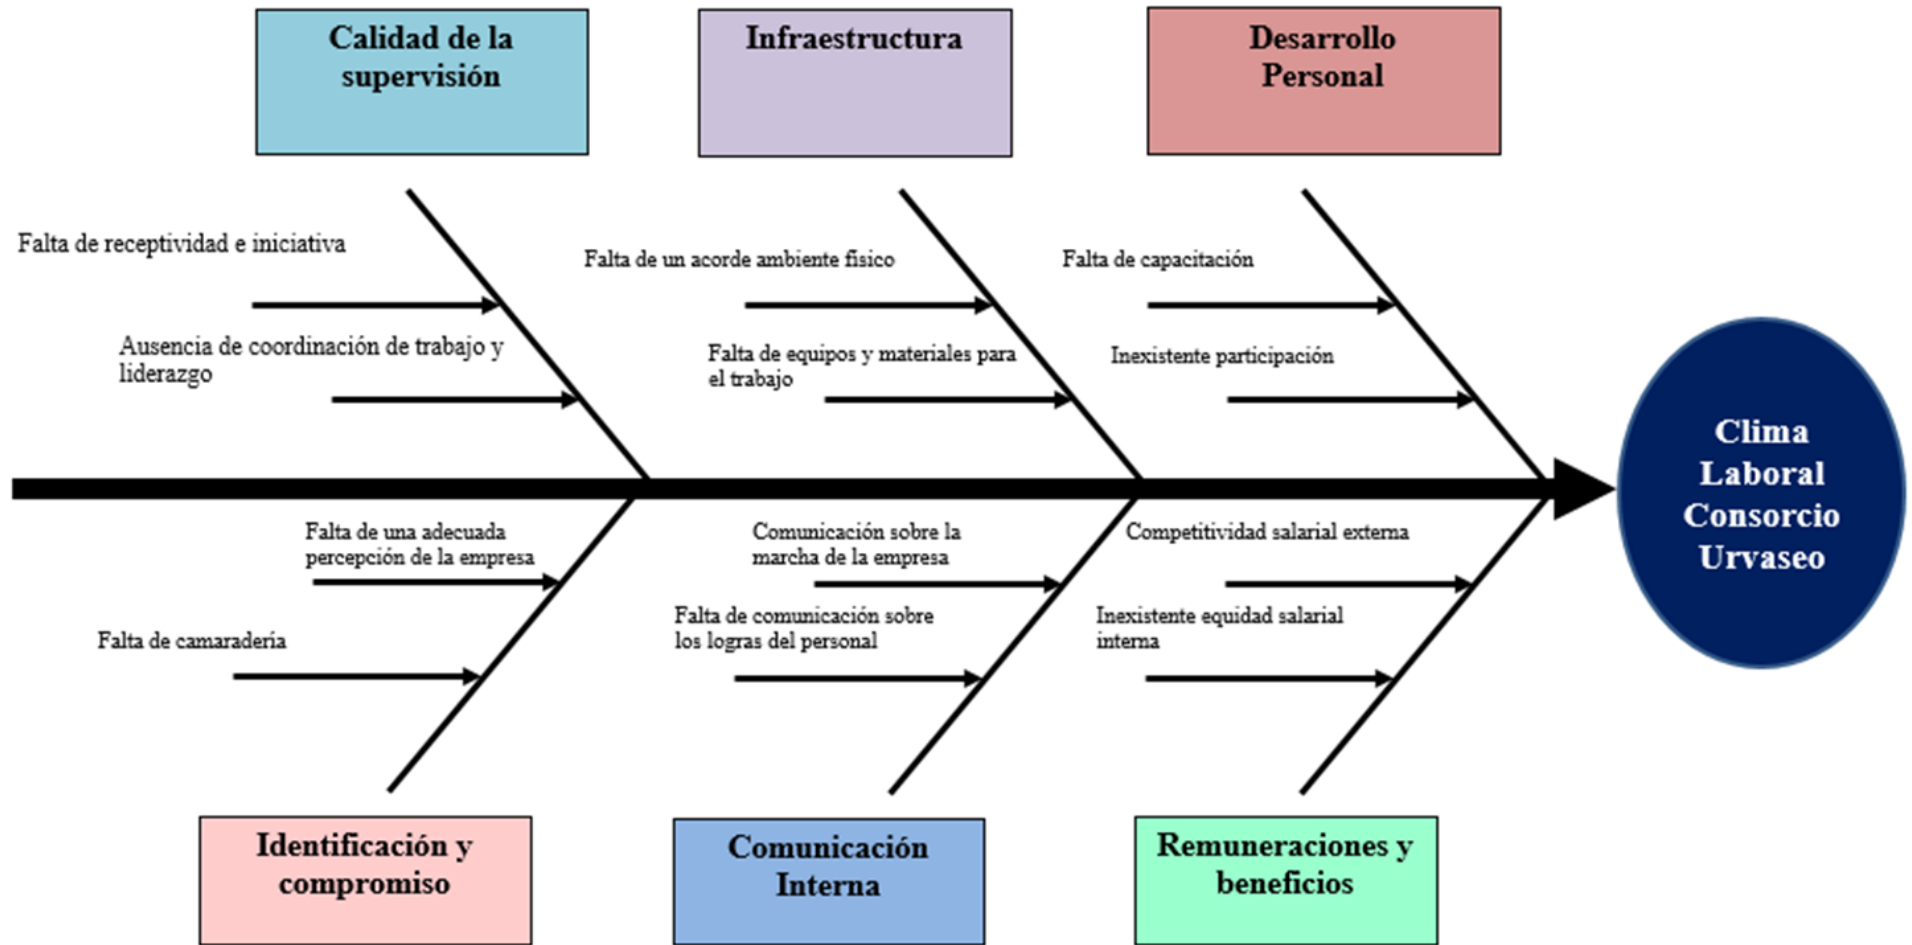 Calidad de la
supervisión
Infraestructura
Desarrollo
Personal
Falta de receptividad e iniciativa
Ausencia de coordinación de trabajo y
liderazgo
Falta de un acorde ambiente físico
Falta de equipos y materiales para
el trabajo
Falta de capacitación
Inexistente participación
Clima
Laboral
Consorcio
Urvaseo
Falta de una adecuada
percepción de la empresa
Falta de camaradería
Comunicación sobre la
marcha de la empresa
Falta de comunicación sobre
los logras del personal
Competitividad salarial externa
Inexistente equidad salarial
interna
Identificación y
compromiso
Comunicación
Interna
Remuneraciones y
beneficios